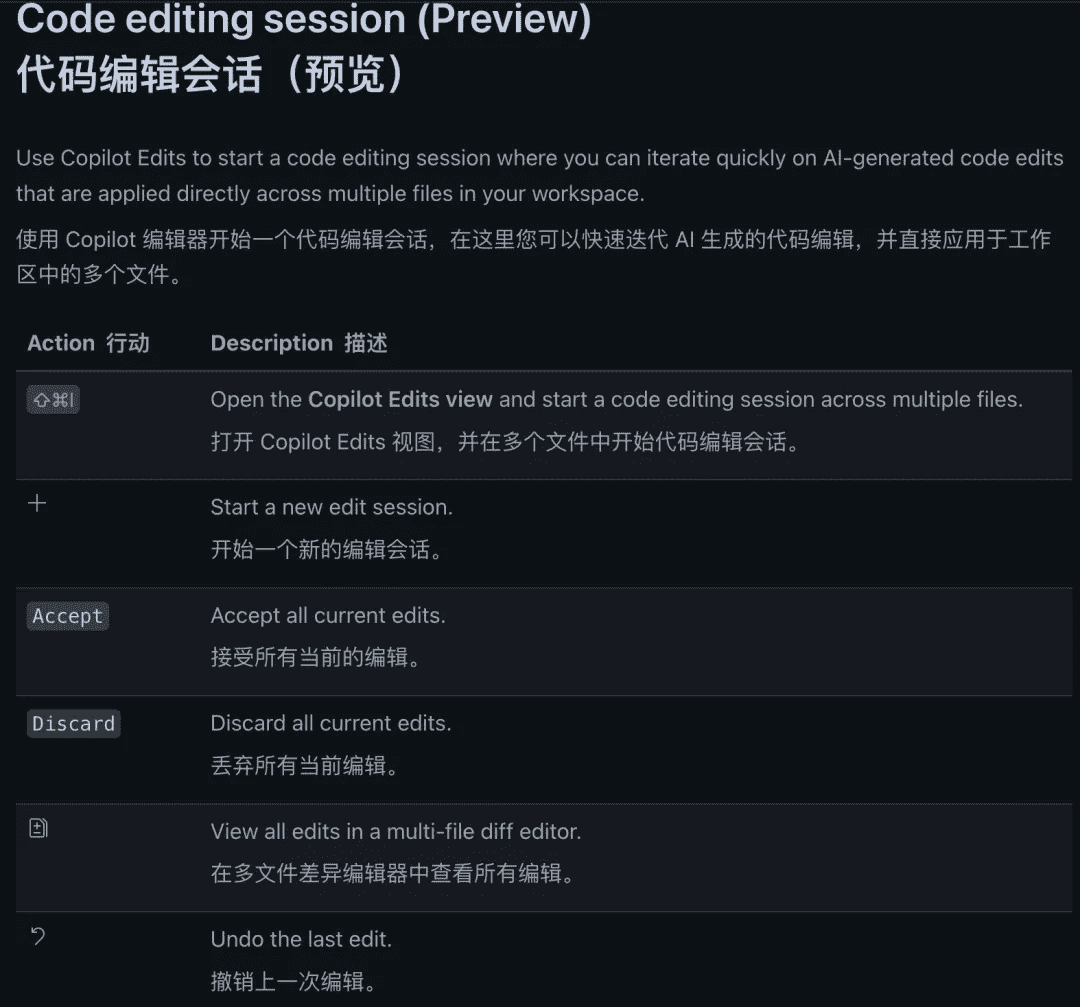 Code editing session (Preview)
代码编辑会话（预览）
Use Copilot Edits to start a code editing session where you can iterate quickly on AI-generated code edits
that are applied directly across multiple files in your workspace.
使用 Copilot 编辑器开始一个代码编辑会话，在这里您可以快速迭代 AI 生成的代码编辑，并直接应用于工作
区中的多个文件。
Action 行动 Description 描述
⇧⌘I Open the Copilot Edits view and start a code editing session across multiple files.
打开 Copilot Edits 视图，并在多个文件中开始代码编辑会话。
+ Start a new edit session.
开始一个新的编辑会话。
Accept Accept all current edits.
接受所有当前的编辑。
Discard Discard all current edits.
丢弃所有当前编辑。
View all edits in a multi-file diff editor.
在多文件差异编辑器中查看所有编辑。
Undo the last edit.
撤销上一次编辑。